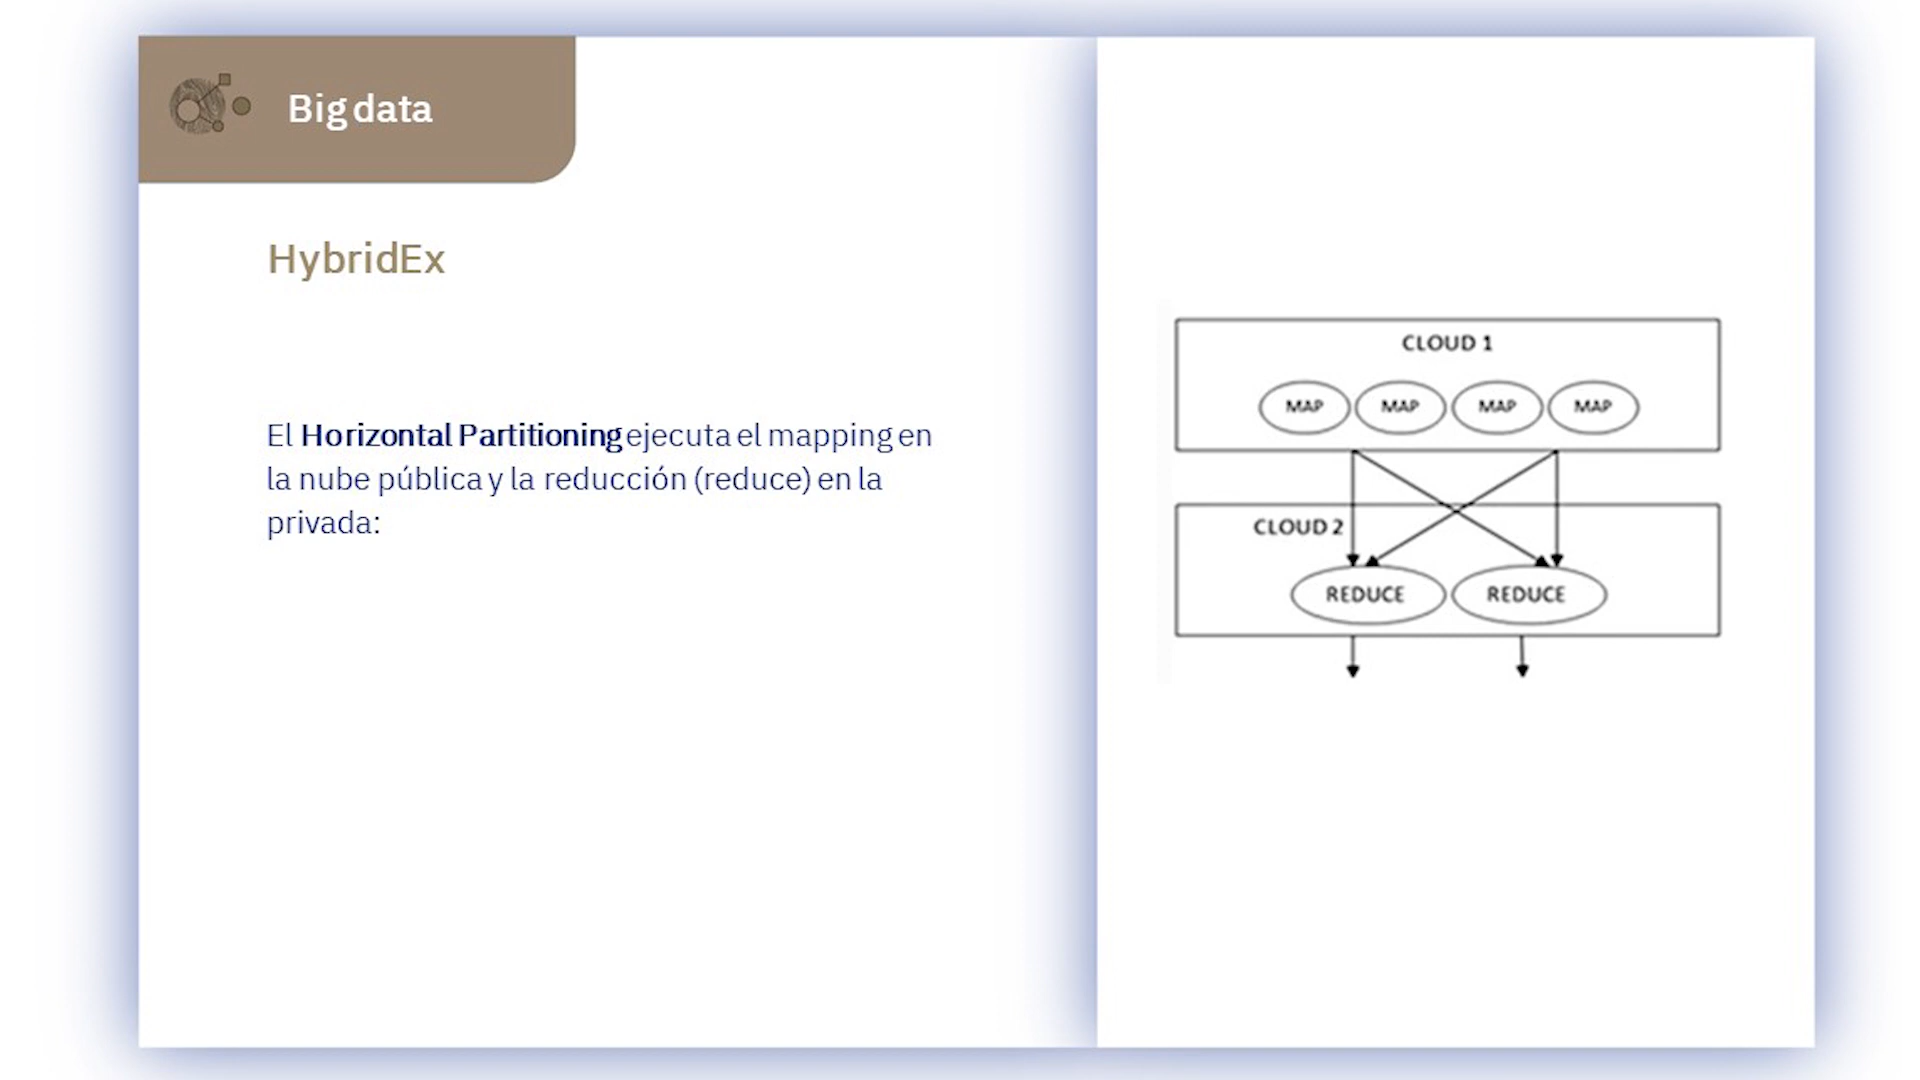 Big data
HybridEx
El Horizontal Partitioning ejecuta el mapping en
la nube pública y la reducción (reduce) en la
privada:
CLOUD 1
MAP MAP MAP MAP
CLOUD 2
REDUCE REDUCE